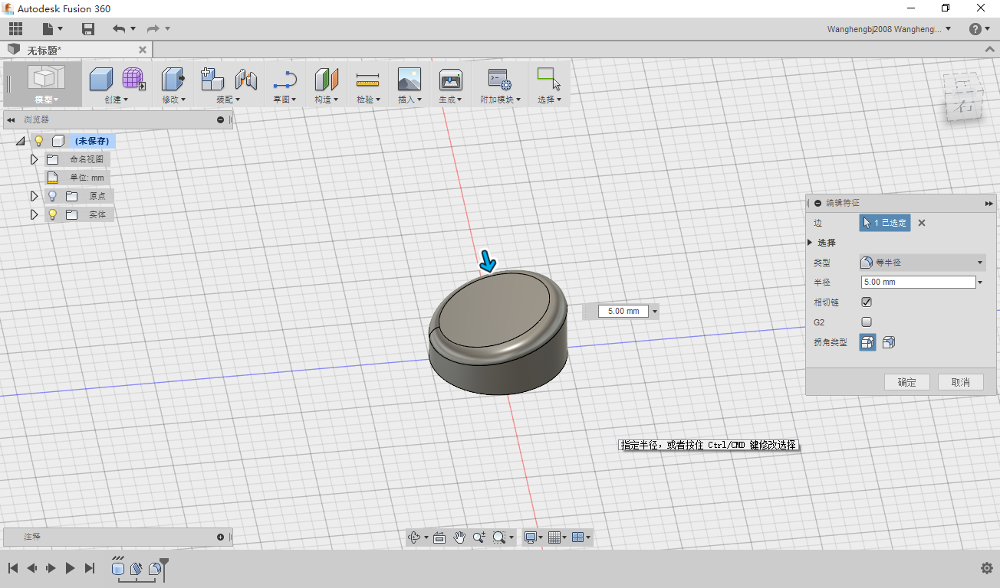 Autodesk Fusion 360
Wanghengbj2008 Wangheng...
无标题*
模型
创建
修改
装配
草图
构造
检验
插入
生成
附加模块
选择
上
右
浏览器
(未保存)
命名视图
单位: mm
原点
实体
编辑特征
边
1 已选定
选择
类型
等半径
半径
5.00 mm
相切链
G2
拐角类型
确定
取消
5.00 mm
指定半径，或者按住 Ctrl/CMD 键修改选择
注释